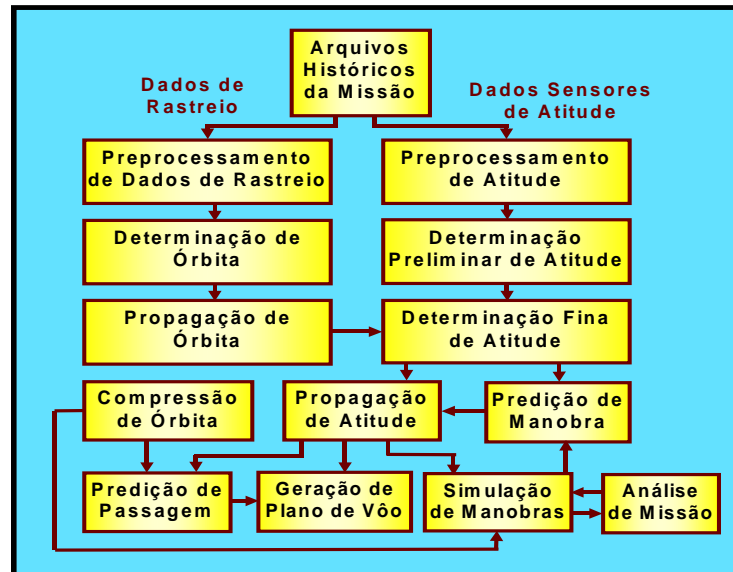 Arquivos
Históricos
da Missão
Dados de
Rastreio
Dados Sensores
de Atitude
Preprocessamento
de Dados de Rastreio
Preprocessamento
de Atitude
Determinação de
Órbita
Determinação
Preliminar de Atitude
Propagação de
Órbita
Determinação Fina
de Atitude
Compressão
de Órbita
Propagação
de Atitude
Predição de
Manobra
Predição de
Passagem
Geração de
Plano de Vôo
Simulação
de Manobras
Análise
de Missão